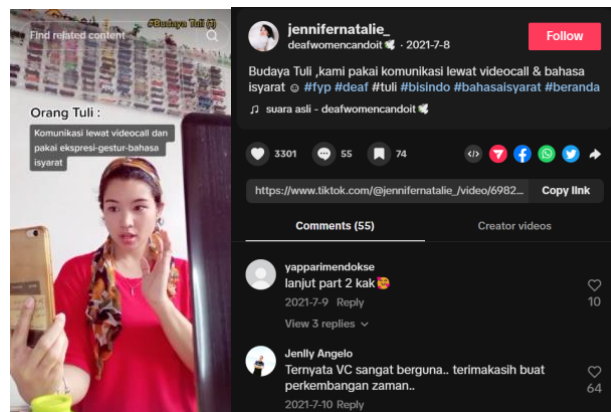 #Budaya Tuli (1)
Find related content
Orang Tuli :
Komunikasi lewat videocall dan
pakai ekspresi-gestur-bahasa
isyarat
jennifernatalie_
deafwomencandoit🕊 · 2021-7-8
Follow
Budaya Tuli ,kami pakai komunikasi lewat videocall & bahasa
isyarat ☺ #fyp #deaf #tuli #bisindo #bahasaisyarat #beranda
♫ suara asli - deafwomencandoit🕊
3301
55
74
https://www.tiktok.com/@jennifernatalie_/video/6982...
Copy link
Comments (55)
Creator videos
yapparimendokse
lanjut part 2 kak🥰
2021-7-9 Reply
10
View 3 replies
Jenlly Angelo
Ternyata VC sangat berguna.. terimakasih buat
perkembangan zaman..
64
2021-7-10 Reply